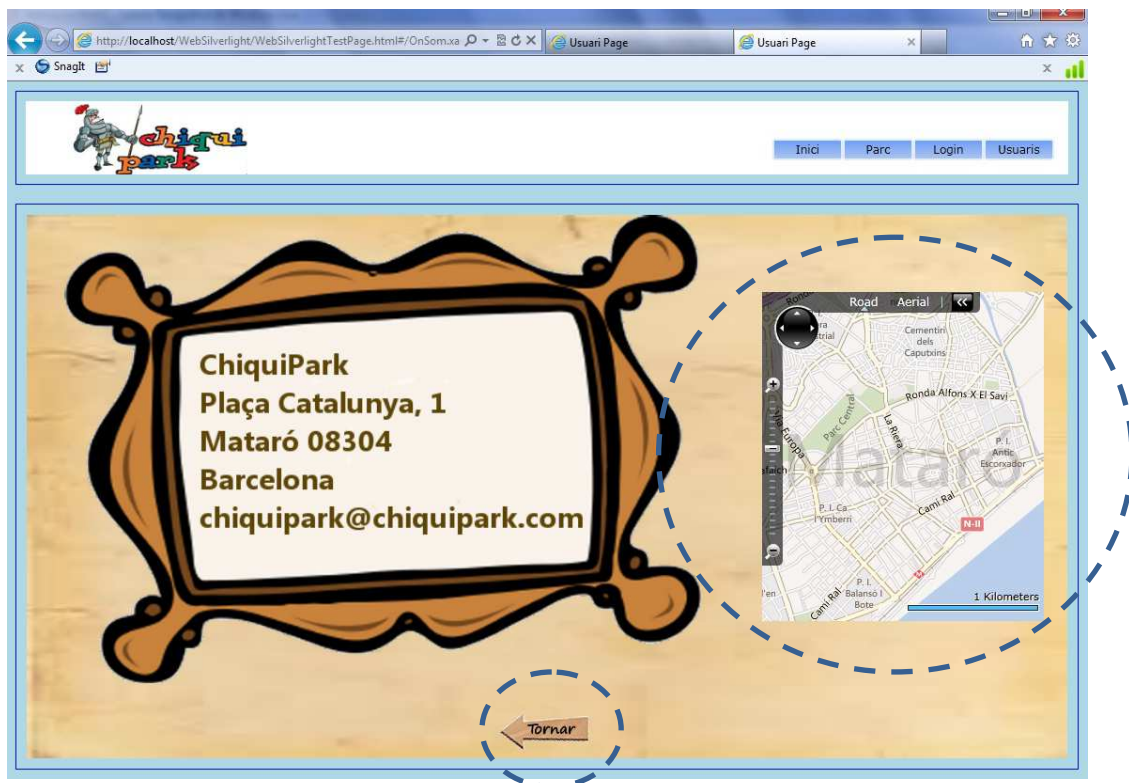 http://localhost/WebSilverlight/WebSilverlightTestPage.html#/OnSom.xa
Usuari Page
Usuari Page
x SnagIt
chiqui
park
Inici Parc Login Usuaris
ChiquiPark
Plaça Catalunya, 1
Mataró 08304
Barcelona
chiquipark@chiquipark.com
Road Aerial
Cementiri
dels
Caputxins
Ronda Alfons X El Savi
Parc Central
La Riera
Via Europa
Mataró
P. I.
Antic
Escorxador
P. I. Ca
l'Ymberri
Camí Ral
N-II
M
P. I.
Balansó I
Bote
Camí Ral
1 Kilometers
Tornar